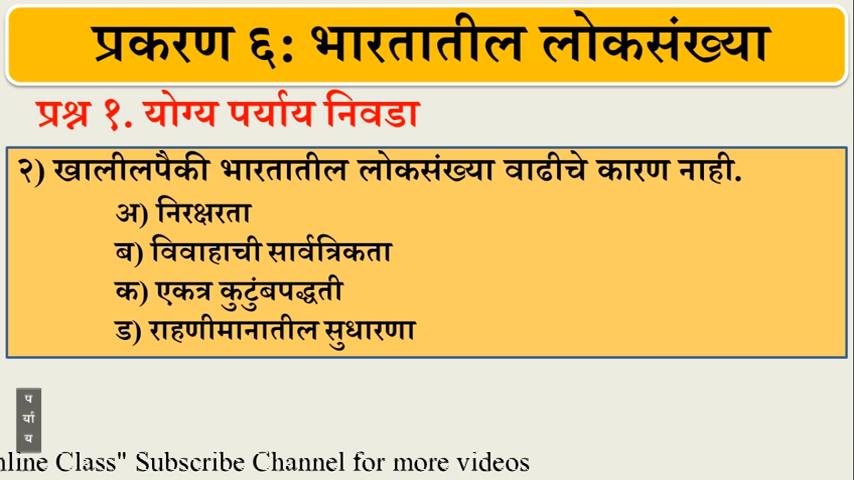 प्रकरण ६: भारतातील लोकसंख्या
प्रश्न १. योग्य पर्याय निवडा
२) खालीलपैकी भारतातील लोकसंख्या वाढीचे कारण नाही.
अ) निरक्षरता
ब) विवाहाची सार्वत्रिकता
क) एकत्र कुटुंबपद्धती
ड) राहणीमानातील सुधारणा
प
र्या
य
nline Class" Subscribe Channel for more videos